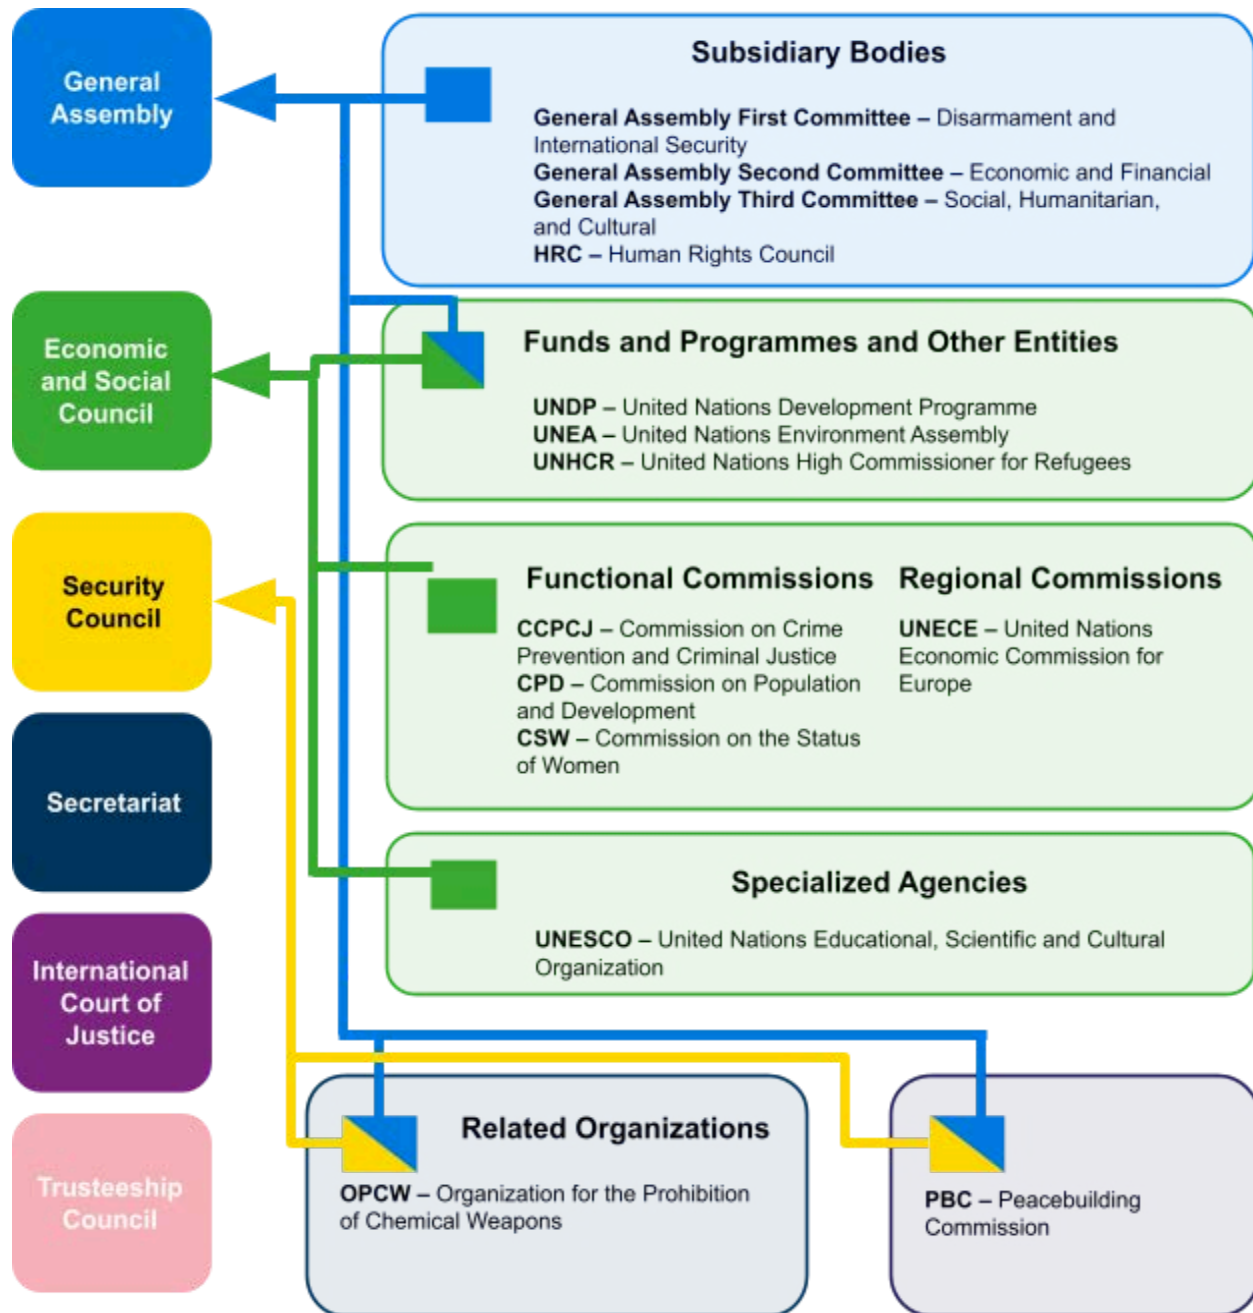 General
Assembly
Subsidiary Bodies
General Assembly First Committee – Disarmament and
International Security
General Assembly Second Committee – Economic and Financial
General Assembly Third Committee – Social, Humanitarian,
and Cultural
HRC – Human Rights Council
Economic
and Social
Council
Funds and Programmes and Other Entities
UNDP – United Nations Development Programme
UNEA – United Nations Environment Assembly
UNHCR – United Nations High Commissioner for Refugees
Security
Council
Functional Commissions
CCPCJ – Commission on Crime
Prevention and Criminal Justice
CPD – Commission on Population
and Development
CSW – Commission on the Status
of Women
Regional Commissions
UNECE – United Nations
Economic Commission for
Europe
Secretariat
Specialized Agencies
UNESCO – United Nations Educational, Scientific and Cultural
Organization
International
Court of
Justice
Trusteeship
Council
Related Organizations
OPCW – Organization for the Prohibition
of Chemical Weapons
PBC – Peacebuilding
Commission